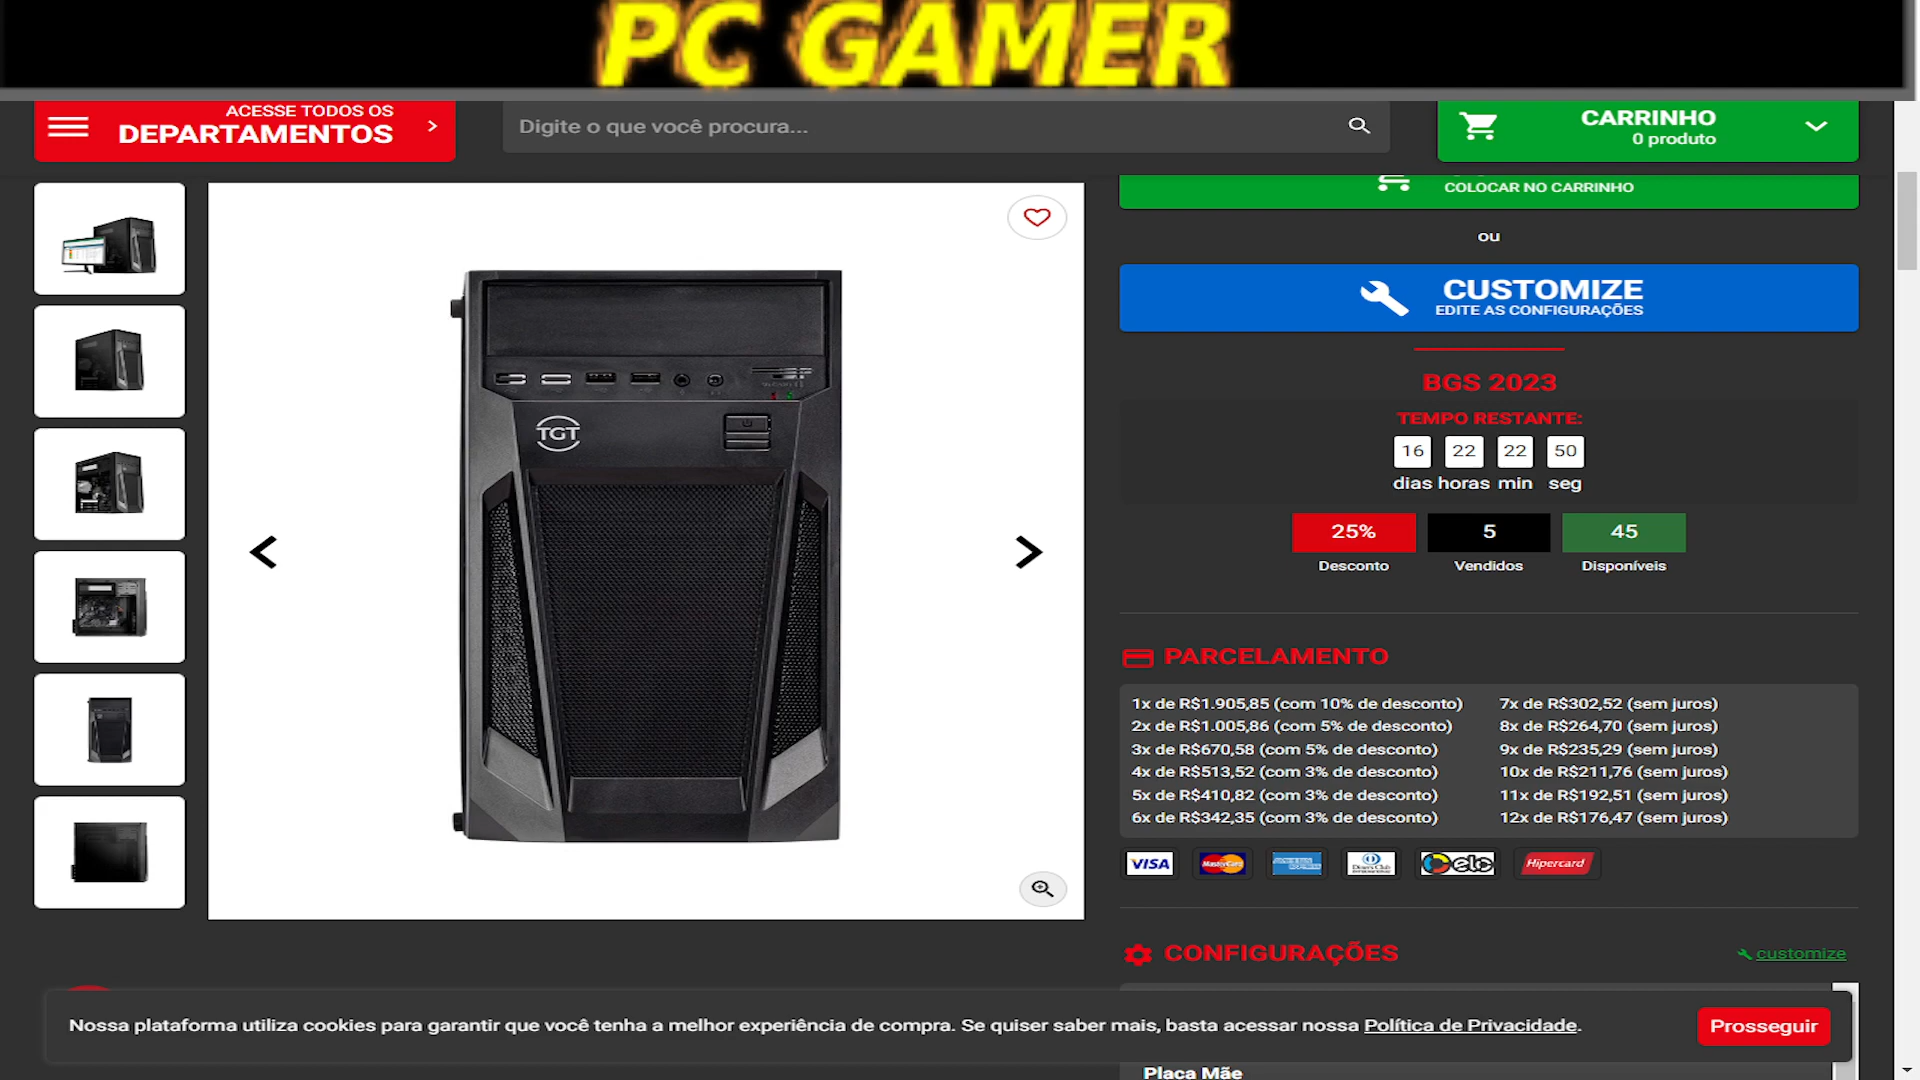 PC GAMER
ACESSE TODOS OS
DEPARTAMENTOS
Digite o que você procura...
CARRINHO
0 produto
COLOCAR NO CARRINHO
ou
CUSTOMIZE
EDITE AS CONFIGURAÇÕES
BGS 2023
TEMPO RESTANTE:
16 22 22 50
dias horas min seg
25% 5 45
Desconto Vendidos Disponíveis
TGT
PARCELAMENTO
1x de R$1.905,85 (com 10% de desconto)
2x de R$1.005,86 (com 5% de desconto)
3x de R$670,58 (com 5% de desconto)
4x de R$513,52 (com 3% de desconto)
5x de R$410,82 (com 3% de desconto)
6x de R$342,35 (com 3% de desconto)
7x de R$302,52 (sem juros)
8x de R$264,70 (sem juros)
9x de R$235,29 (sem juros)
10x de R$211,76 (sem juros)
11x de R$192,51 (sem juros)
12x de R$176,47 (sem juros)
VISA MasterCard AMERICAN EXPRESS Diners Club INTERNATIONAL elo Hipercard
CONFIGURAÇÕES
customize
Nossa plataforma utiliza cookies para garantir que você tenha a melhor experiência de compra. Se quiser saber mais, basta acessar nossa Política de Privacidade.
Prosseguir
Placa Mãe